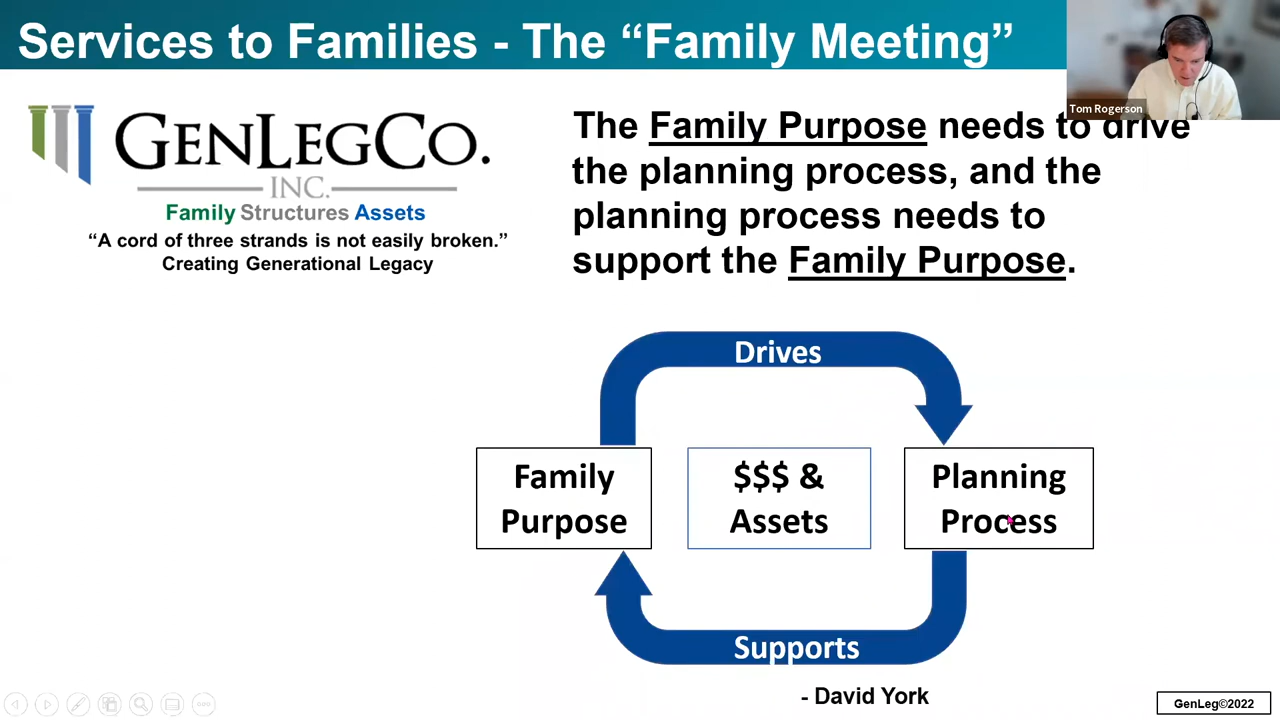 Services to Families - The “Family Meeting”
Tom Rogerson
GENLEGCO.
INC.
Family Structures Assets
“A cord of three strands is not easily broken.”
Creating Generational Legacy
The Family Purpose needs to drive
the planning process, and the
planning process needs to
support the Family Purpose.
Drives
Family
Purpose
$$$ &
Assets
Planning
Process
Supports
- David York
GenLeg©2022